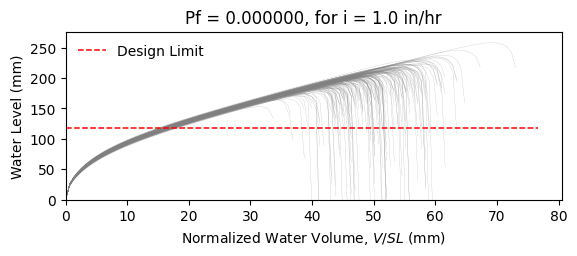 Pf = 0.000000, for i = 1.0 in/hr
Design Limit
Water Level (mm)
250
200
150
100
50
0
0 10 20 30 40 50 60 70 80
Normalized Water Volume, V/SL (mm)